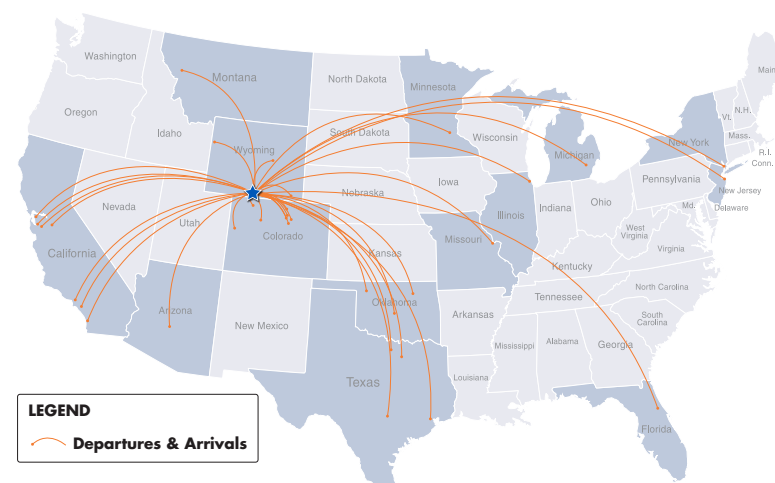 Washington
Montana
North Dakota
Minnesota
Oregon
Idaho
Wyoming
South Dakota
Wisconsin
Michigan
New York
Vt.
N.H.
Mass.
R.I.
Conn.
Nevada
Utah
Colorado
Nebraska
Iowa
Illinois
Indiana
Ohio
Pennsylvania
New Jersey
Md.
Delaware
California
Kansas
Missouri
Kentucky
West
Virginia
Virginia
Arizona
New Mexico
Oklahoma
Arkansas
Tennessee
North Carolina
South
Carolina
Mississippi
Alabama
Georgia
Texas
Louisiana
Florida
LEGEND
Departures & Arrivals